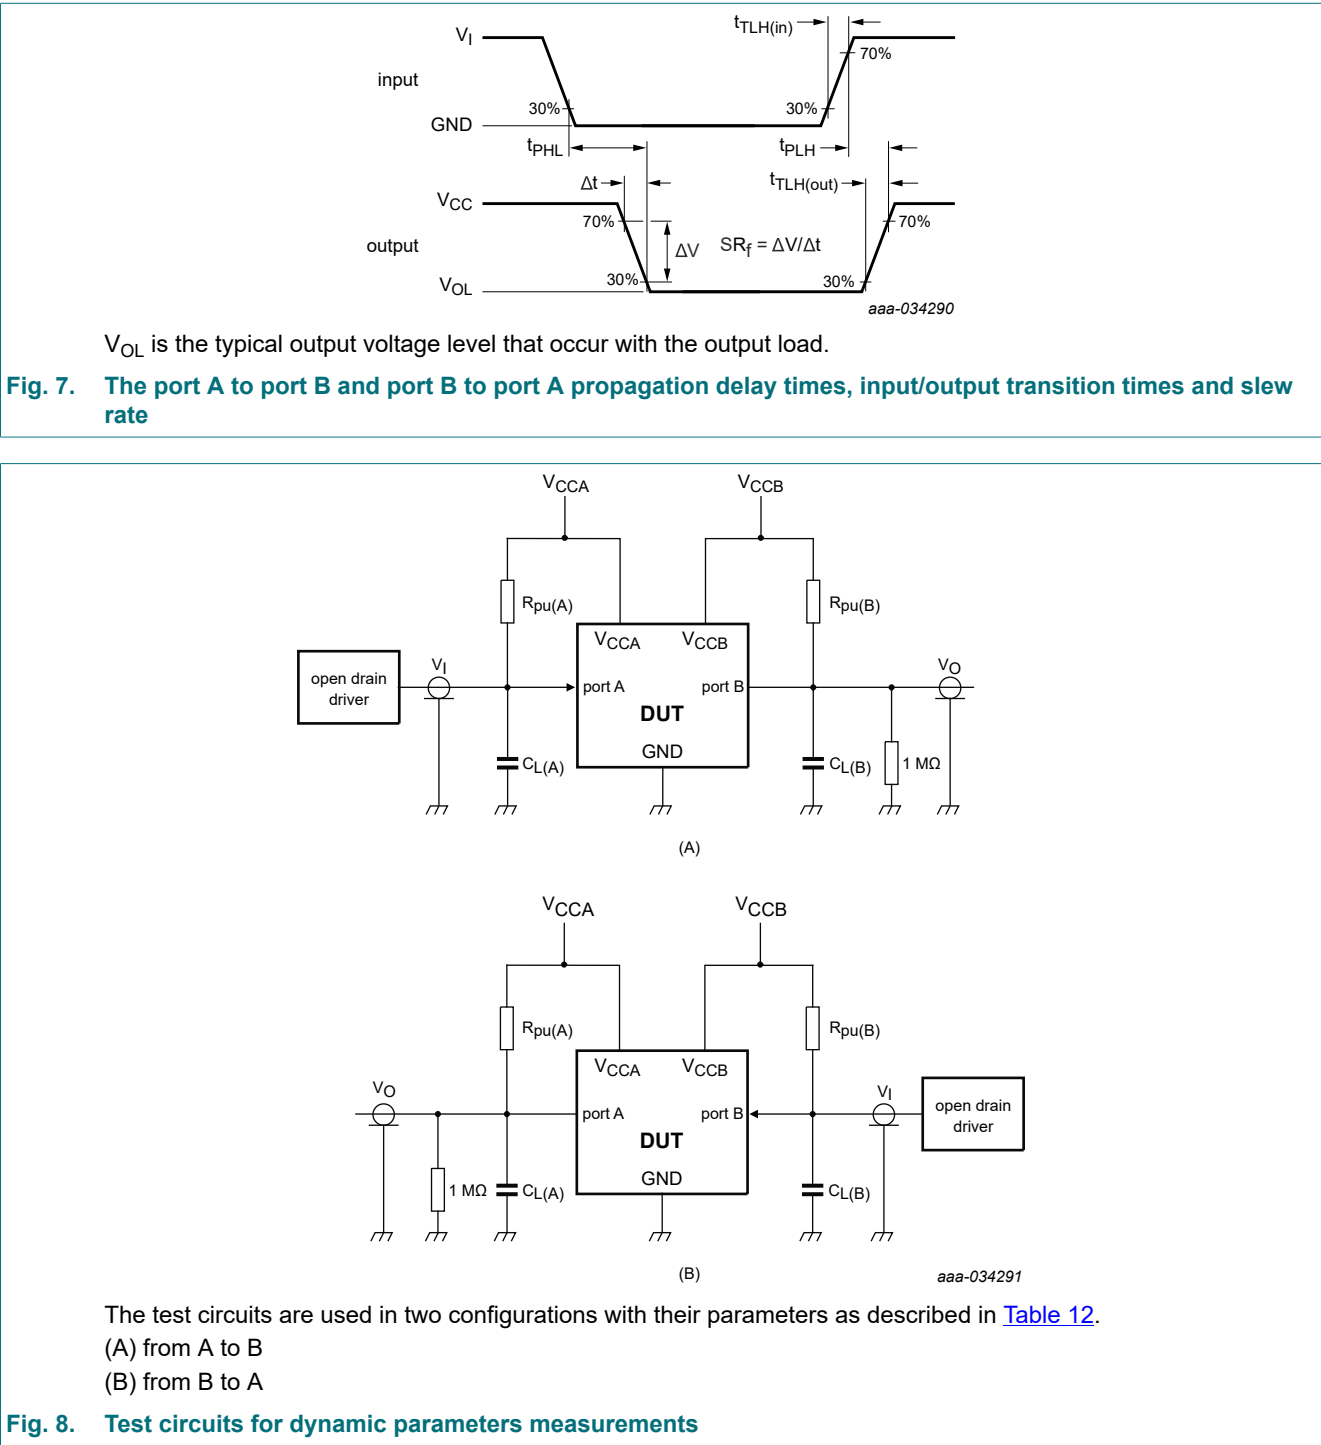 tTLH(in)
VI
70%
input
30%
30%
GND
tPHL
tPLH
Δt
tTLH(out)
VCC
70%
70%
output
ΔV
SRf = ΔV/Δt
30%
30%
VOL
aaa-034290
VOL is the typical output voltage level that occur with the output load.
Fig. 7. The port A to port B and port B to port A propagation delay times, input/output transition times and slew
rate
VCCA
VCCB
Rpu(A)
Rpu(B)
VCCA
VCCB
open drain
driver
VI
port A
port B
VO
DUT
GND
CL(A)
CL(B)
1 MΩ
(A)
VCCA
VCCB
Rpu(A)
Rpu(B)
VCCA
VCCB
VO
port A
port B
VI
open drain
driver
DUT
GND
1 MΩ
CL(A)
CL(B)
(B)
aaa-034291
The test circuits are used in two configurations with their parameters as described in Table 12.
(A) from A to B
(B) from B to A
Fig. 8. Test circuits for dynamic parameters measurements